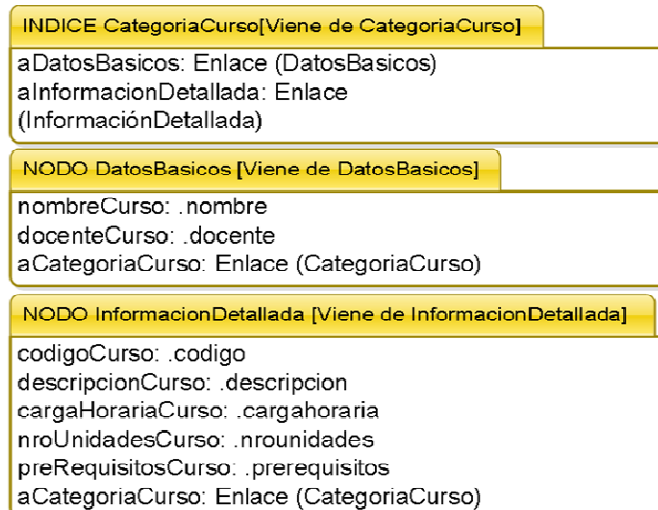 INDICE CategoriaCurso[Viene de CategoriaCurso]
aDatosBasicos: Enlace (DatosBasicos)
aInformacionDetallada: Enlace
(InformaciónDetallada)
NODO DatosBasicos [Viene de DatosBasicos]
nombreCurso: .nombre
docenteCurso: .docente
aCategoriaCurso: Enlace (CategoriaCurso)
NODO InformacionDetallada [Viene de InformacionDetallada]
codigoCurso: .codigo
descripcionCurso: .descripcion
cargaHorariaCurso: .cargahoraria
nroUnidadesCurso: .nrounidades
preRequisitosCurso: .prerequisitos
aCategoriaCurso: Enlace (CategoriaCurso)